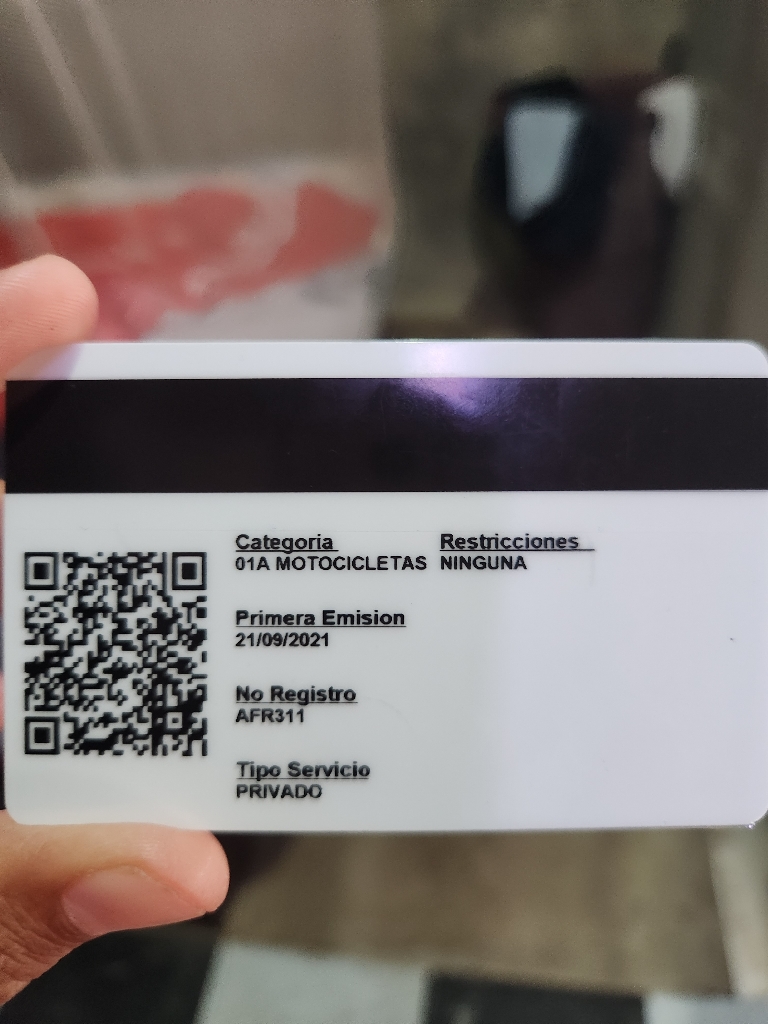 Categoria Restricciones
01A MOTOCICLETAS NINGUNA
Primera Emision
21/09/2021
No Registro
AFR311
Tipo Servicio
PRIVADO